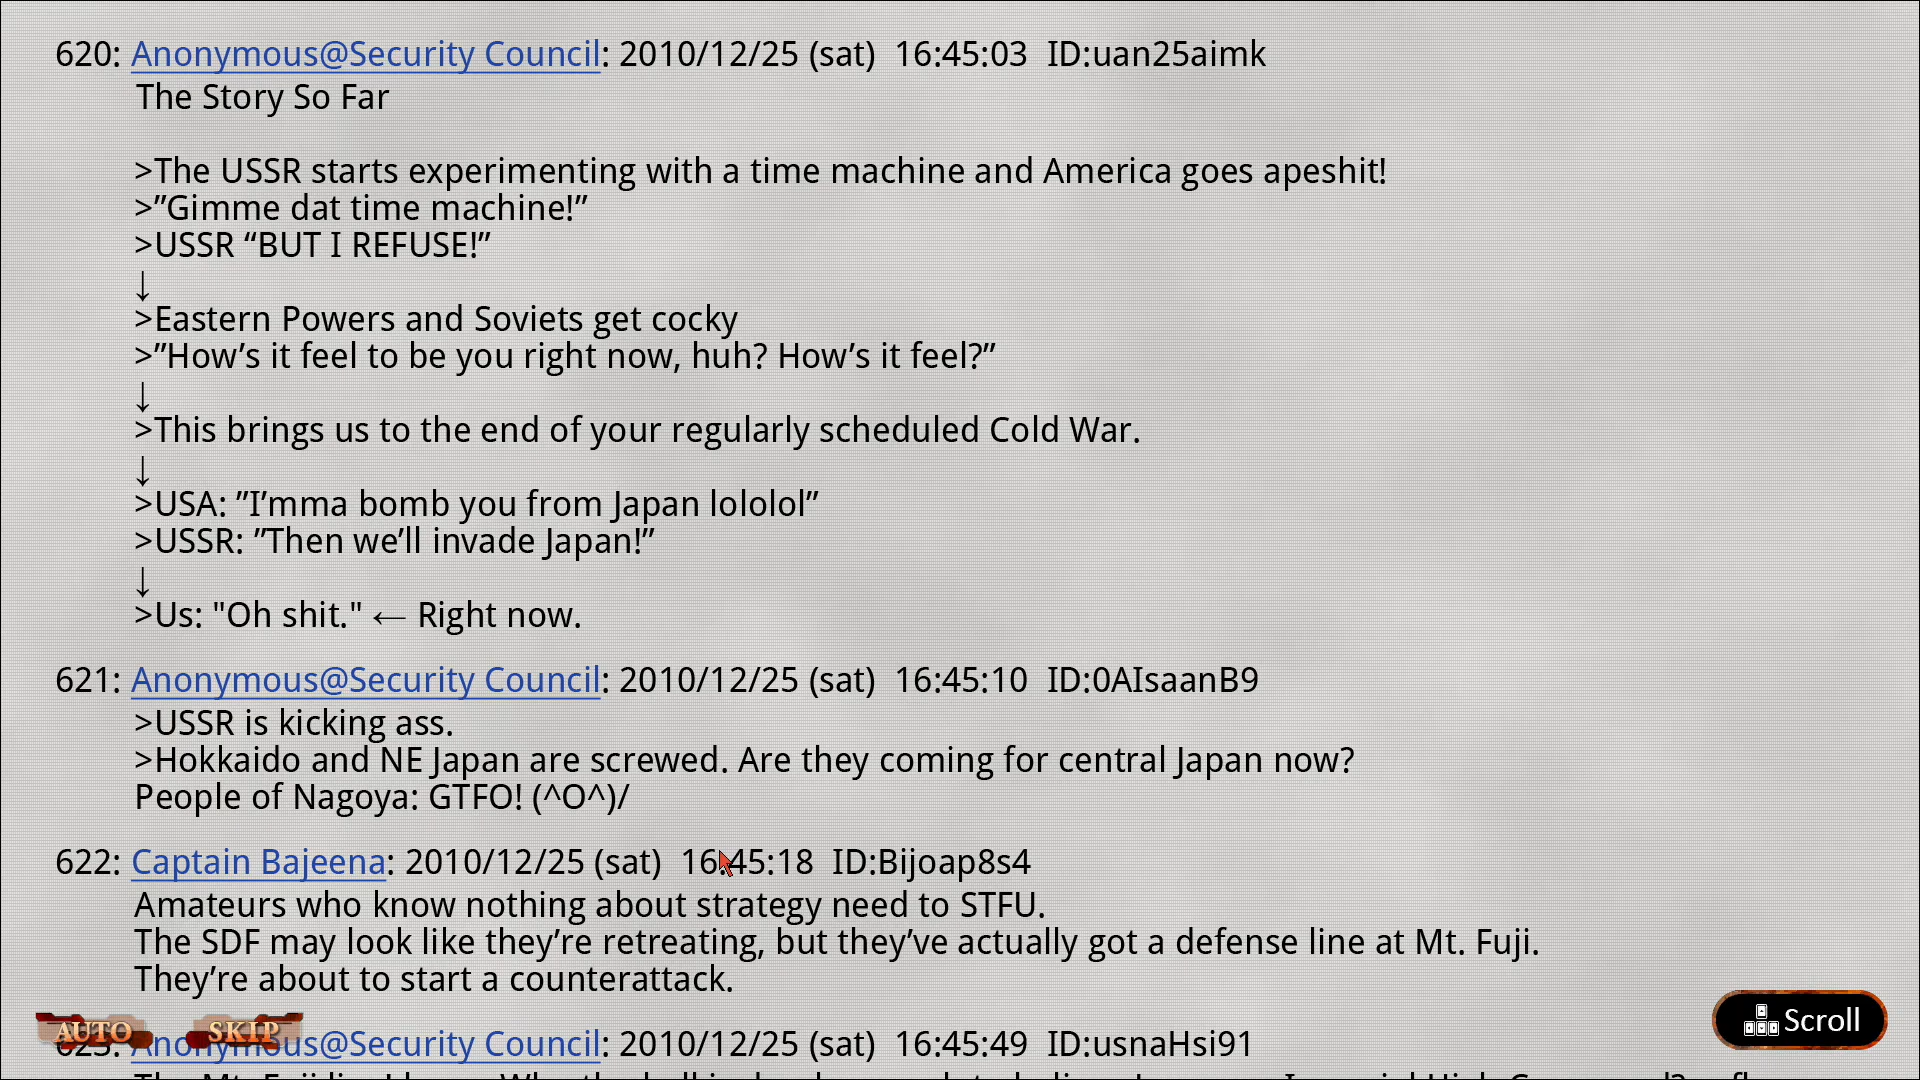 620: Anonymous@Security Council: 2010/12/25 (sat) 16:45:03 ID:uan25aimk
The Story So Far
>The USSR starts experimenting with a time machine and America goes apeshit!
>”Gimme dat time machine!”
>USSR “BUT I REFUSE!”
↓
>Eastern Powers and Soviets get cocky
>”How’s it feel to be you right now, huh? How’s it feel?”
↓
>This brings us to the end of your regularly scheduled Cold War.
↓
>USA: ”I’mma bomb you from Japan lololol”
>USSR: ”Then we’ll invade Japan!”
↓
>Us: "Oh shit." ← Right now.
621: Anonymous@Security Council: 2010/12/25 (sat) 16:45:10 ID:0AIsaanB9
>USSR is kicking ass.
>Hokkaido and NE Japan are screwed. Are they coming for central Japan now?
People of Nagoya: GTFO! (^O^)/
622: Captain Bajeena: 2010/12/25 (sat) 16:45:18 ID:Bijoap8s4
Amateurs who know nothing about strategy need to STFU.
The SDF may look like they’re retreating, but they’ve actually got a defense line at Mt. Fuji.
They’re about to start a counterattack.
AUTO SKIP
Scroll
623: Anonymous@Security Council: 2010/12/25 (sat) 16:45:49 ID:usnaHsi91